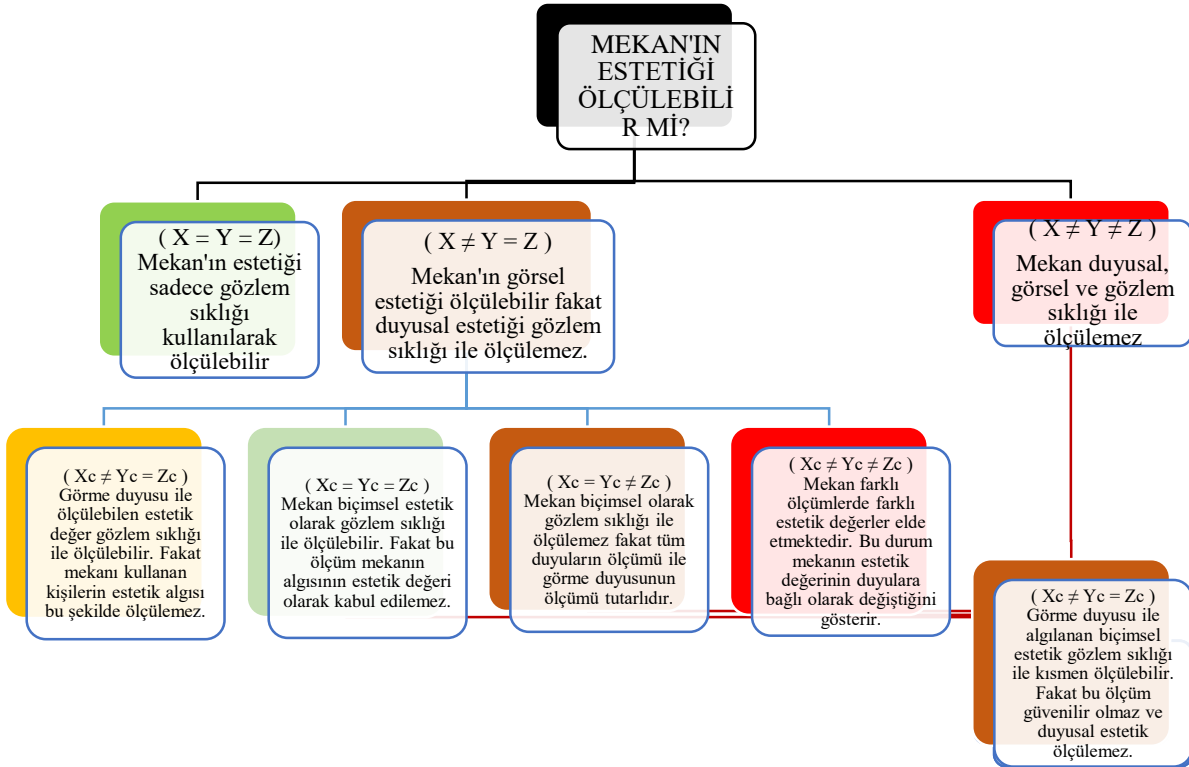 MEKAN'IN
ESTETİĞİ
ÖLÇÜLEBİLİ
R Mİ?
( X = Y = Z)
Mekan'ın estetiği
sadece gözlem
sıklığı
kullanılarak
ölçülebilir
( X ≠ Y = Z )
Mekan'ın görsel
estetiği ölçülebilir fakat
duyusal estetiği gözlem
sıklığı ile ölçülemez.
( X ≠ Y ≠ Z )
Mekan duyusal,
görsel ve gözlem
sıklığı ile
ölçülemez
( Xc ≠ Yc = Zc )
Görme duyusu ile
ölçülebilen estetik
değer gözlem sıklığı
ile ölçülebilir. Fakat
mekanı kullanan
kişilerin estetik algısı
bu şekilde ölçülemez.
( Xc = Yc = Zc )
Mekan biçimsel estetik
olarak gözlem sıklığı
ile ölçülebilir. Fakat bu
ölçüm mekanın
algısının estetik değeri
olarak kabul edilemez.
( Xc = Yc ≠ Zc )
Mekan biçimsel olarak
gözlem sıklığı ile
ölçülemez fakat tüm
duyuların ölçümü ile
görme duyusunun
ölçümü tutarlıdır.
( Xc ≠ Yc ≠ Zc )
Mekan farklı
ölçümlerde farklı
estetik değerler elde
etmektedir. Bu durum
mekanın estetik
değerinin duyulara
bağlı olarak değiştiğini
gösterir.
( Xc ≠ Yc = Zc )
Görme duyusu ile
algılanan biçimsel
estetik gözlem sıklığı
ile kısmen ölçülebilir.
Fakat bu ölçüm
güvenilir olmaz ve
duyusal estetik
ölçülemez.